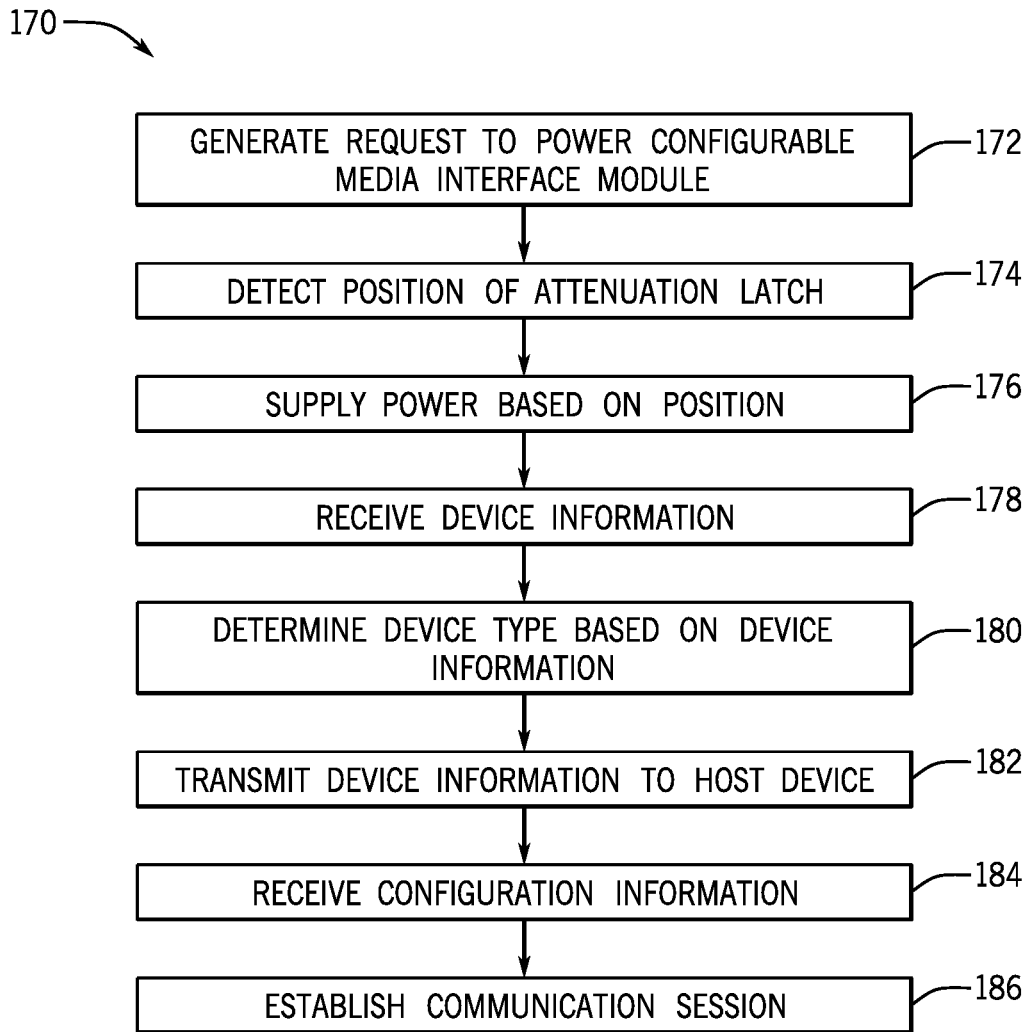 170
GENERATE REQUEST TO POWER CONFIGURABLE
MEDIA INTERFACE MODULE
172
DETECT POSITION OF ATTENUATION LATCH
174
SUPPLY POWER BASED ON POSITION
176
RECEIVE DEVICE INFORMATION
178
DETERMINE DEVICE TYPE BASED ON DEVICE
INFORMATION
180
TRANSMIT DEVICE INFORMATION TO HOST DEVICE
182
RECEIVE CONFIGURATION INFORMATION
184
ESTABLISH COMMUNICATION SESSION
186